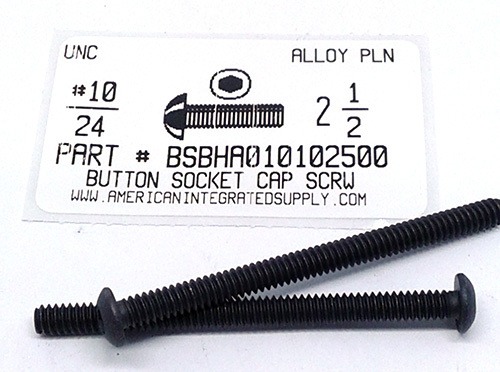 UNC ALLOY PLN
#10
24
2 1/2
PART # BSBHA010102500
BUTTON SOCKET CAP SCRW
WWW.AMERICANINTEGRATEDSUPPLY.COM